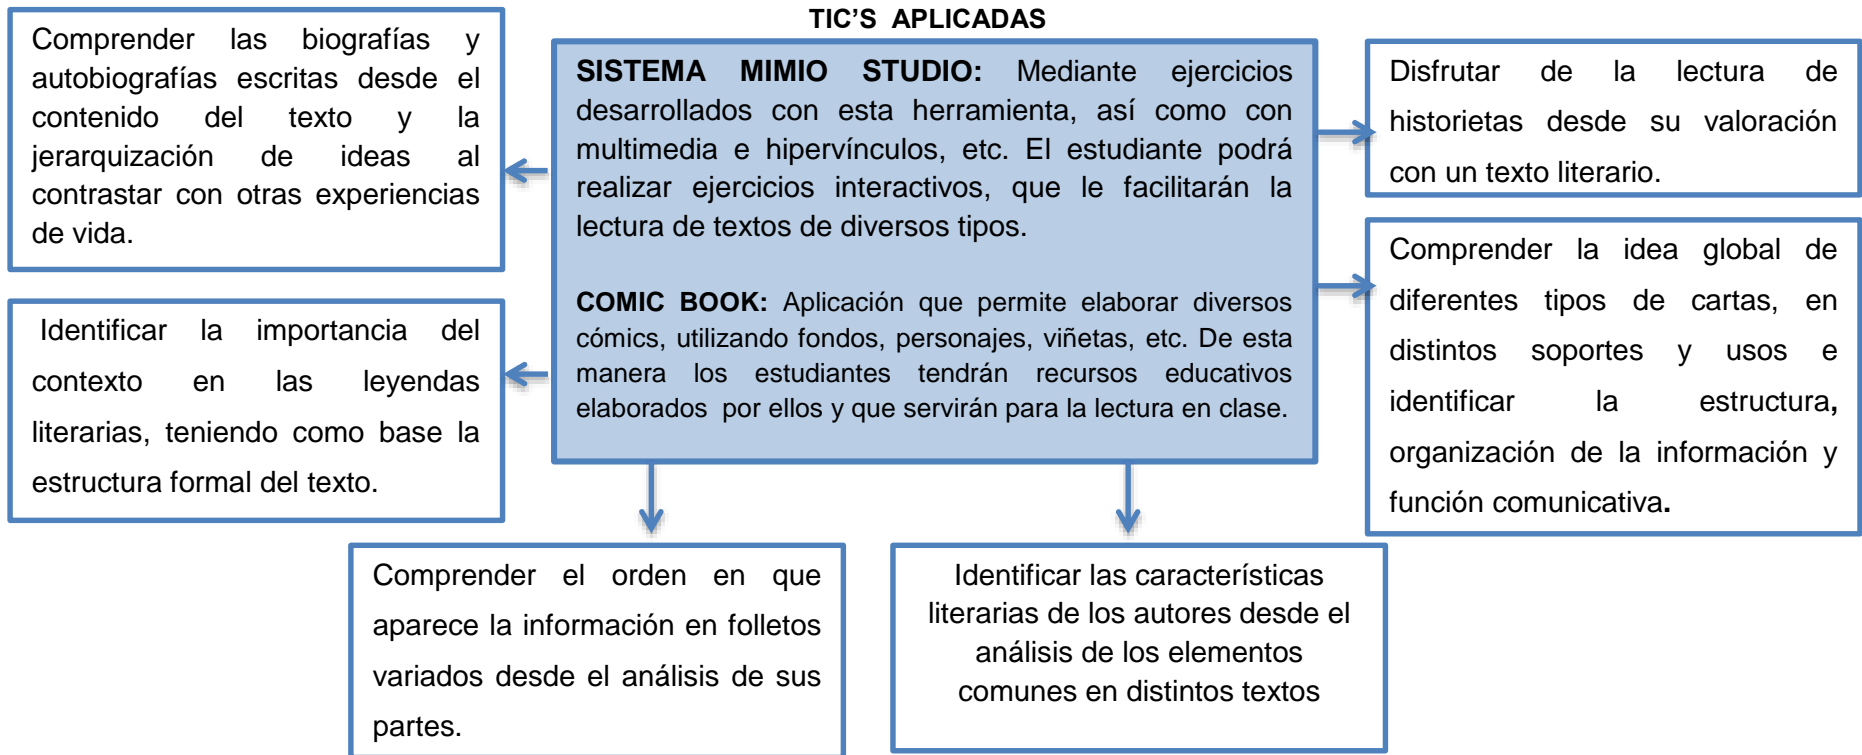 TIC'S  APLICADAS
Comprender las biografías y
autobiografías escritas desde el
contenido del texto y la
jerarquización de ideas al
contrastar con otras experiencias
de vida.
SISTEMA MIMIO STUDIO: Mediante ejercicios
desarrollados con esta herramienta, así como con
multimedia e hipervínculos, etc. El estudiante podrá
realizar ejercicios interactivos, que le facilitarán la
lectura de textos de diversos tipos.
COMIC BOOK: Aplicación que permite elaborar diversos
cómics, utilizando fondos, personajes, viñetas, etc. De esta
manera los estudiantes tendrán recursos educativos
elaborados  por ellos y que servirán para la lectura en clase.
Disfrutar de la lectura de
historietas desde su valoración
con un texto literario.
Identificar la importancia del
contexto en las leyendas
literarias, teniendo como base la
estructura formal del texto.
Comprender la idea global de
diferentes tipos de cartas, en
distintos soportes y usos e
identificar la estructura,
organización de la información y
función comunicativa.
Comprender el orden en que
aparece la información en folletos
variados desde el análisis de sus
partes.
Identificar las características
literarias de los autores desde el
análisis de los elementos
comunes en distintos textos